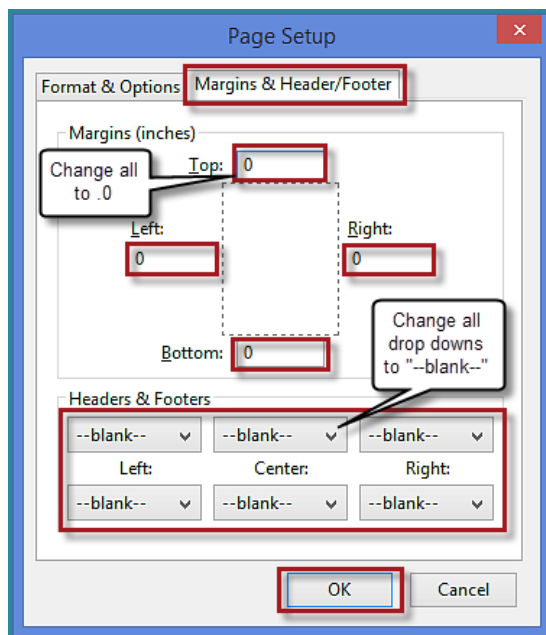 Page Setup
Format & Options
Margins & Header/Footer
Margins (inches)
Change all
to .0
Top: 0
Left:
0
Right:
0
Bottom: 0
Change all
drop downs
to "--blank--"
Headers & Footers
--blank-- --blank-- --blank--
Left: Center: Right:
--blank-- --blank-- --blank--
OK Cancel